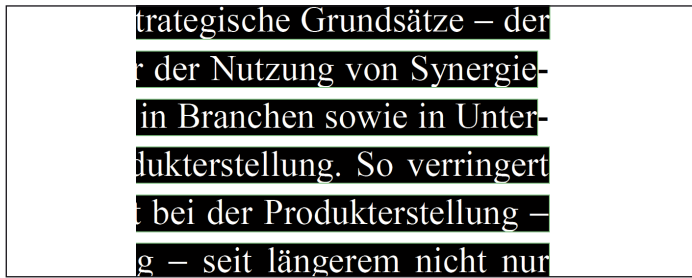 trategische Grundsätze – der
r der Nutzung von Synergie-
in Branchen sowie in Unter-
dukterstellung. So verringert
t bei der Produkterstellung –
g – seit längerem nicht nur